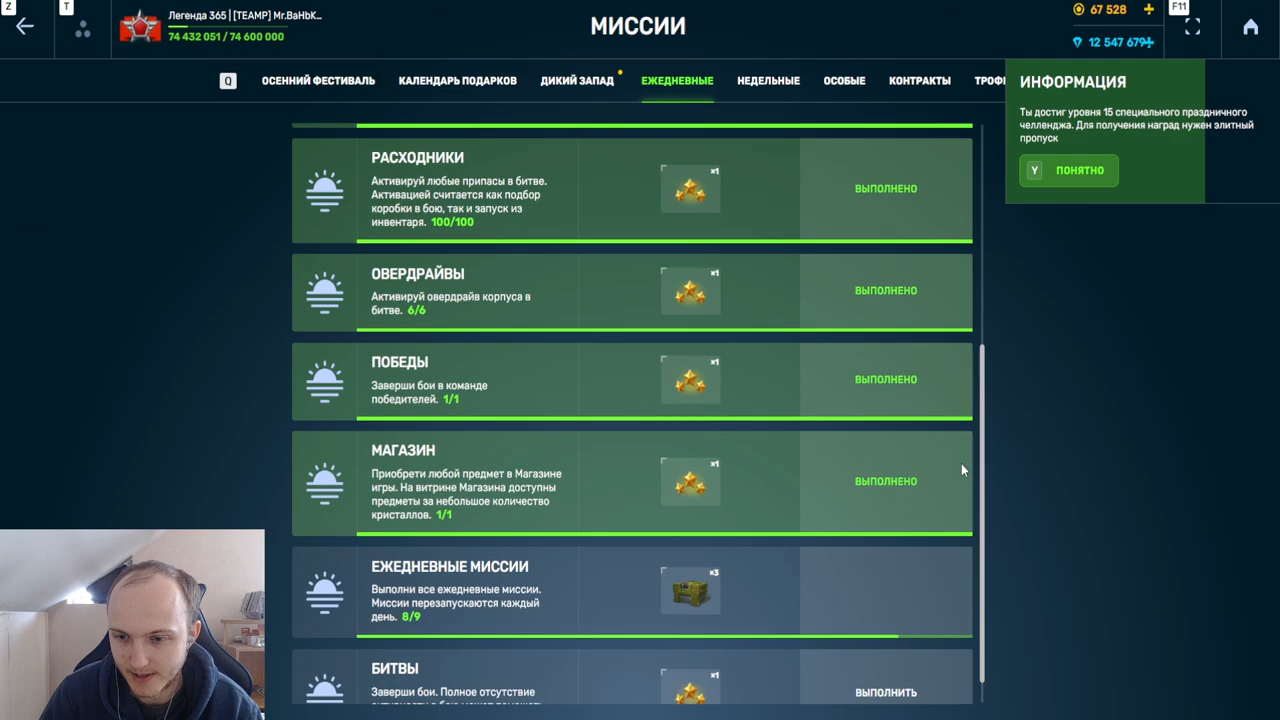 Z
T
Легенда 365 | [TEAMP] Mr.BaHbK...
74 432 051 / 74 600 000
МИССИИ
67 528
12 547 679
F11
Q
ОСЕННИЙ ФЕСТИВАЛЬ
КАЛЕНДАРЬ ПОДАРКОВ
ДИКИЙ ЗАПАД
ЕЖЕДНЕВНЫЕ
НЕДЕЛЬНЫЕ
ОСОБЫЕ
КОНТРАКТЫ
ТРОФ
ИНФОРМАЦИЯ
Ты достиг уровня 15 специального праздничного
челленджа. Для получения наград нужен элитный
пропуск
Y ПОНЯТНО
РАСХОДНИКИ
Активируй любые припасы в битве.
Активацией считается как подбор
коробки в бою, так и запуск из
инвентаря. 100/100
x1
ВЫПОЛНЕНО
ОВЕРДРАЙВЫ
Активируй овердрайв корпуса в
битве. 6/6
x1
ВЫПОЛНЕНО
ПОБЕДЫ
Заверши бои в команде
победителей. 1/1
x1
ВЫПОЛНЕНО
МАГАЗИН
Приобрети любой предмет в Магазине
игры. На витрине Магазина доступны
предметы за небольшое количество
кристаллов. 1/1
x1
ВЫПОЛНЕНО
ЕЖЕДНЕВНЫЕ МИССИИ
Выполни все ежедневные миссии.
Миссии перезапускаются каждый
день. 8/9
x3
БИТВЫ
Заверши бои. Полное отсутствие
x1
ВЫПОЛНИТЬ